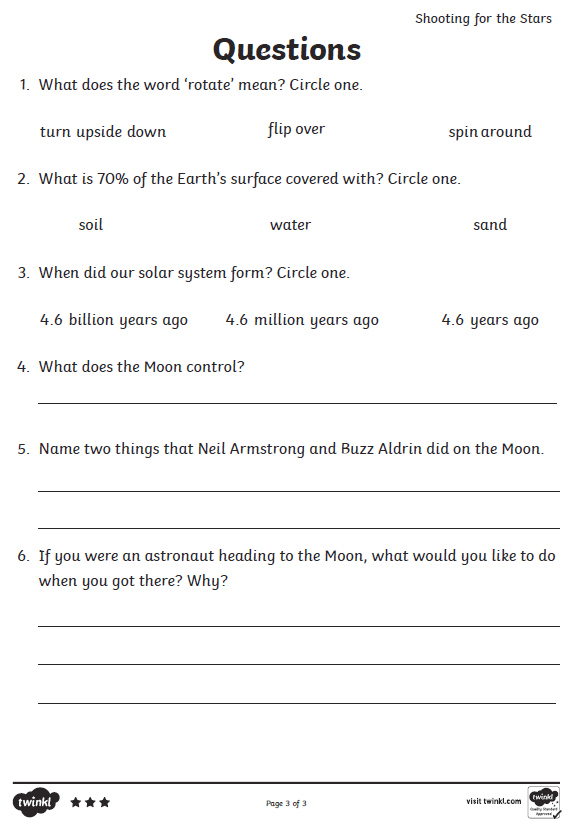 Shooting for the Stars
Questions
1. What does the word ‘rotate’ mean? Circle one.
turn upside down flip over spin around
2. What is 70% of the Earth’s surface covered with? Circle one.
soil water sand
3. When did our solar system form? Circle one.
4.6 billion years ago 4.6 million years ago 4.6 years ago
4. What does the Moon control?
5. Name two things that Neil Armstrong and Buzz Aldrin did on the Moon.
6. If you were an astronaut heading to the Moon, what would you like to do
when you got there? Why?
twinkl Page 3 of 3 visit twinkl.com twinkl
Quality Standard
Approved